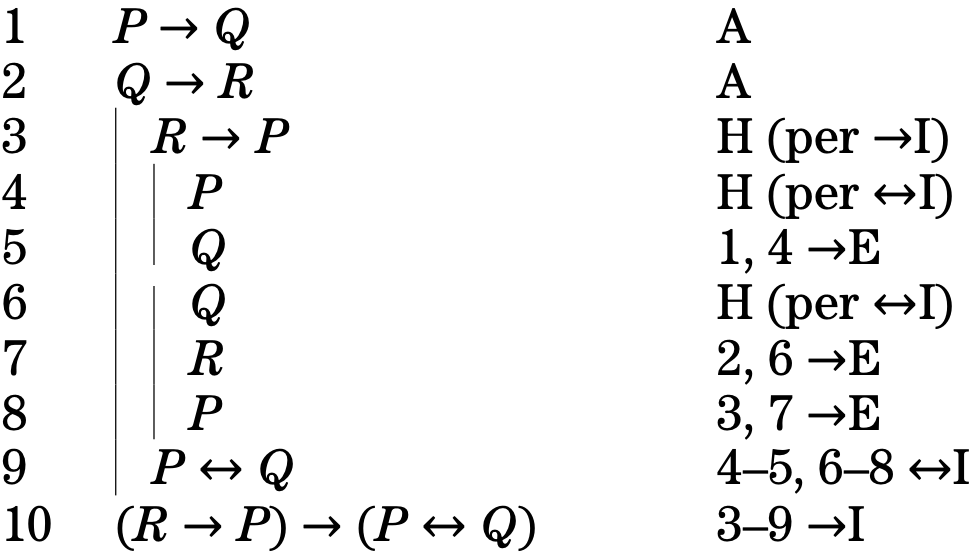 1 P → Q A
2 Q → R A
3 R → P H (per →I)
4 P H (per ↔I)
5 Q 1, 4 →E
6 Q H (per ↔I)
7 R 2, 6 →E
8 P 3, 7 →E
9 P ↔ Q 4–5, 6–8 ↔I
10 (R → P) → (P ↔ Q) 3–9 →I